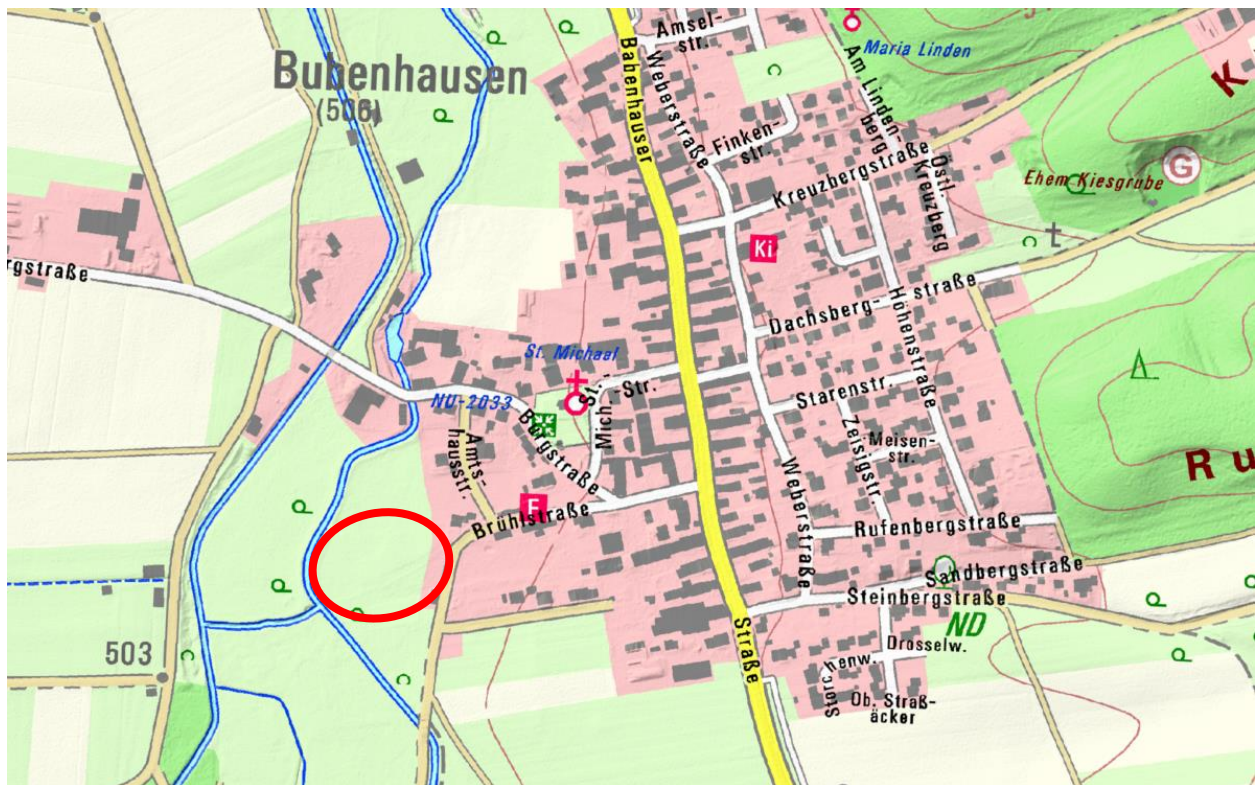 Amsel-
str.
Maria Linden
Bubenhausen
(506)
Babenhauser
Weberstraße
Am Linden-
berg
K
Finken-
str.
Kreuzbergstraße
Östl.
Kreuzberg
Ehem Kiesgrube
G
Ki
t
rgstraße
Dachsberg-
straße
Höhenstraße
St. Michael
St.-
Mich.-Str.
NU-2033
Burgstraße
Starenstr.
Zeisigstr.
Meisen-
str.
Ru
Amts-
hausstr.
F
Brühlstraße
Weberstraße
Rufenbergstraße
Sandbergstraße
Steinbergstraße
ND
503
Straße
Drosselw.
Storchenw.
Ob. Straß-
äcker